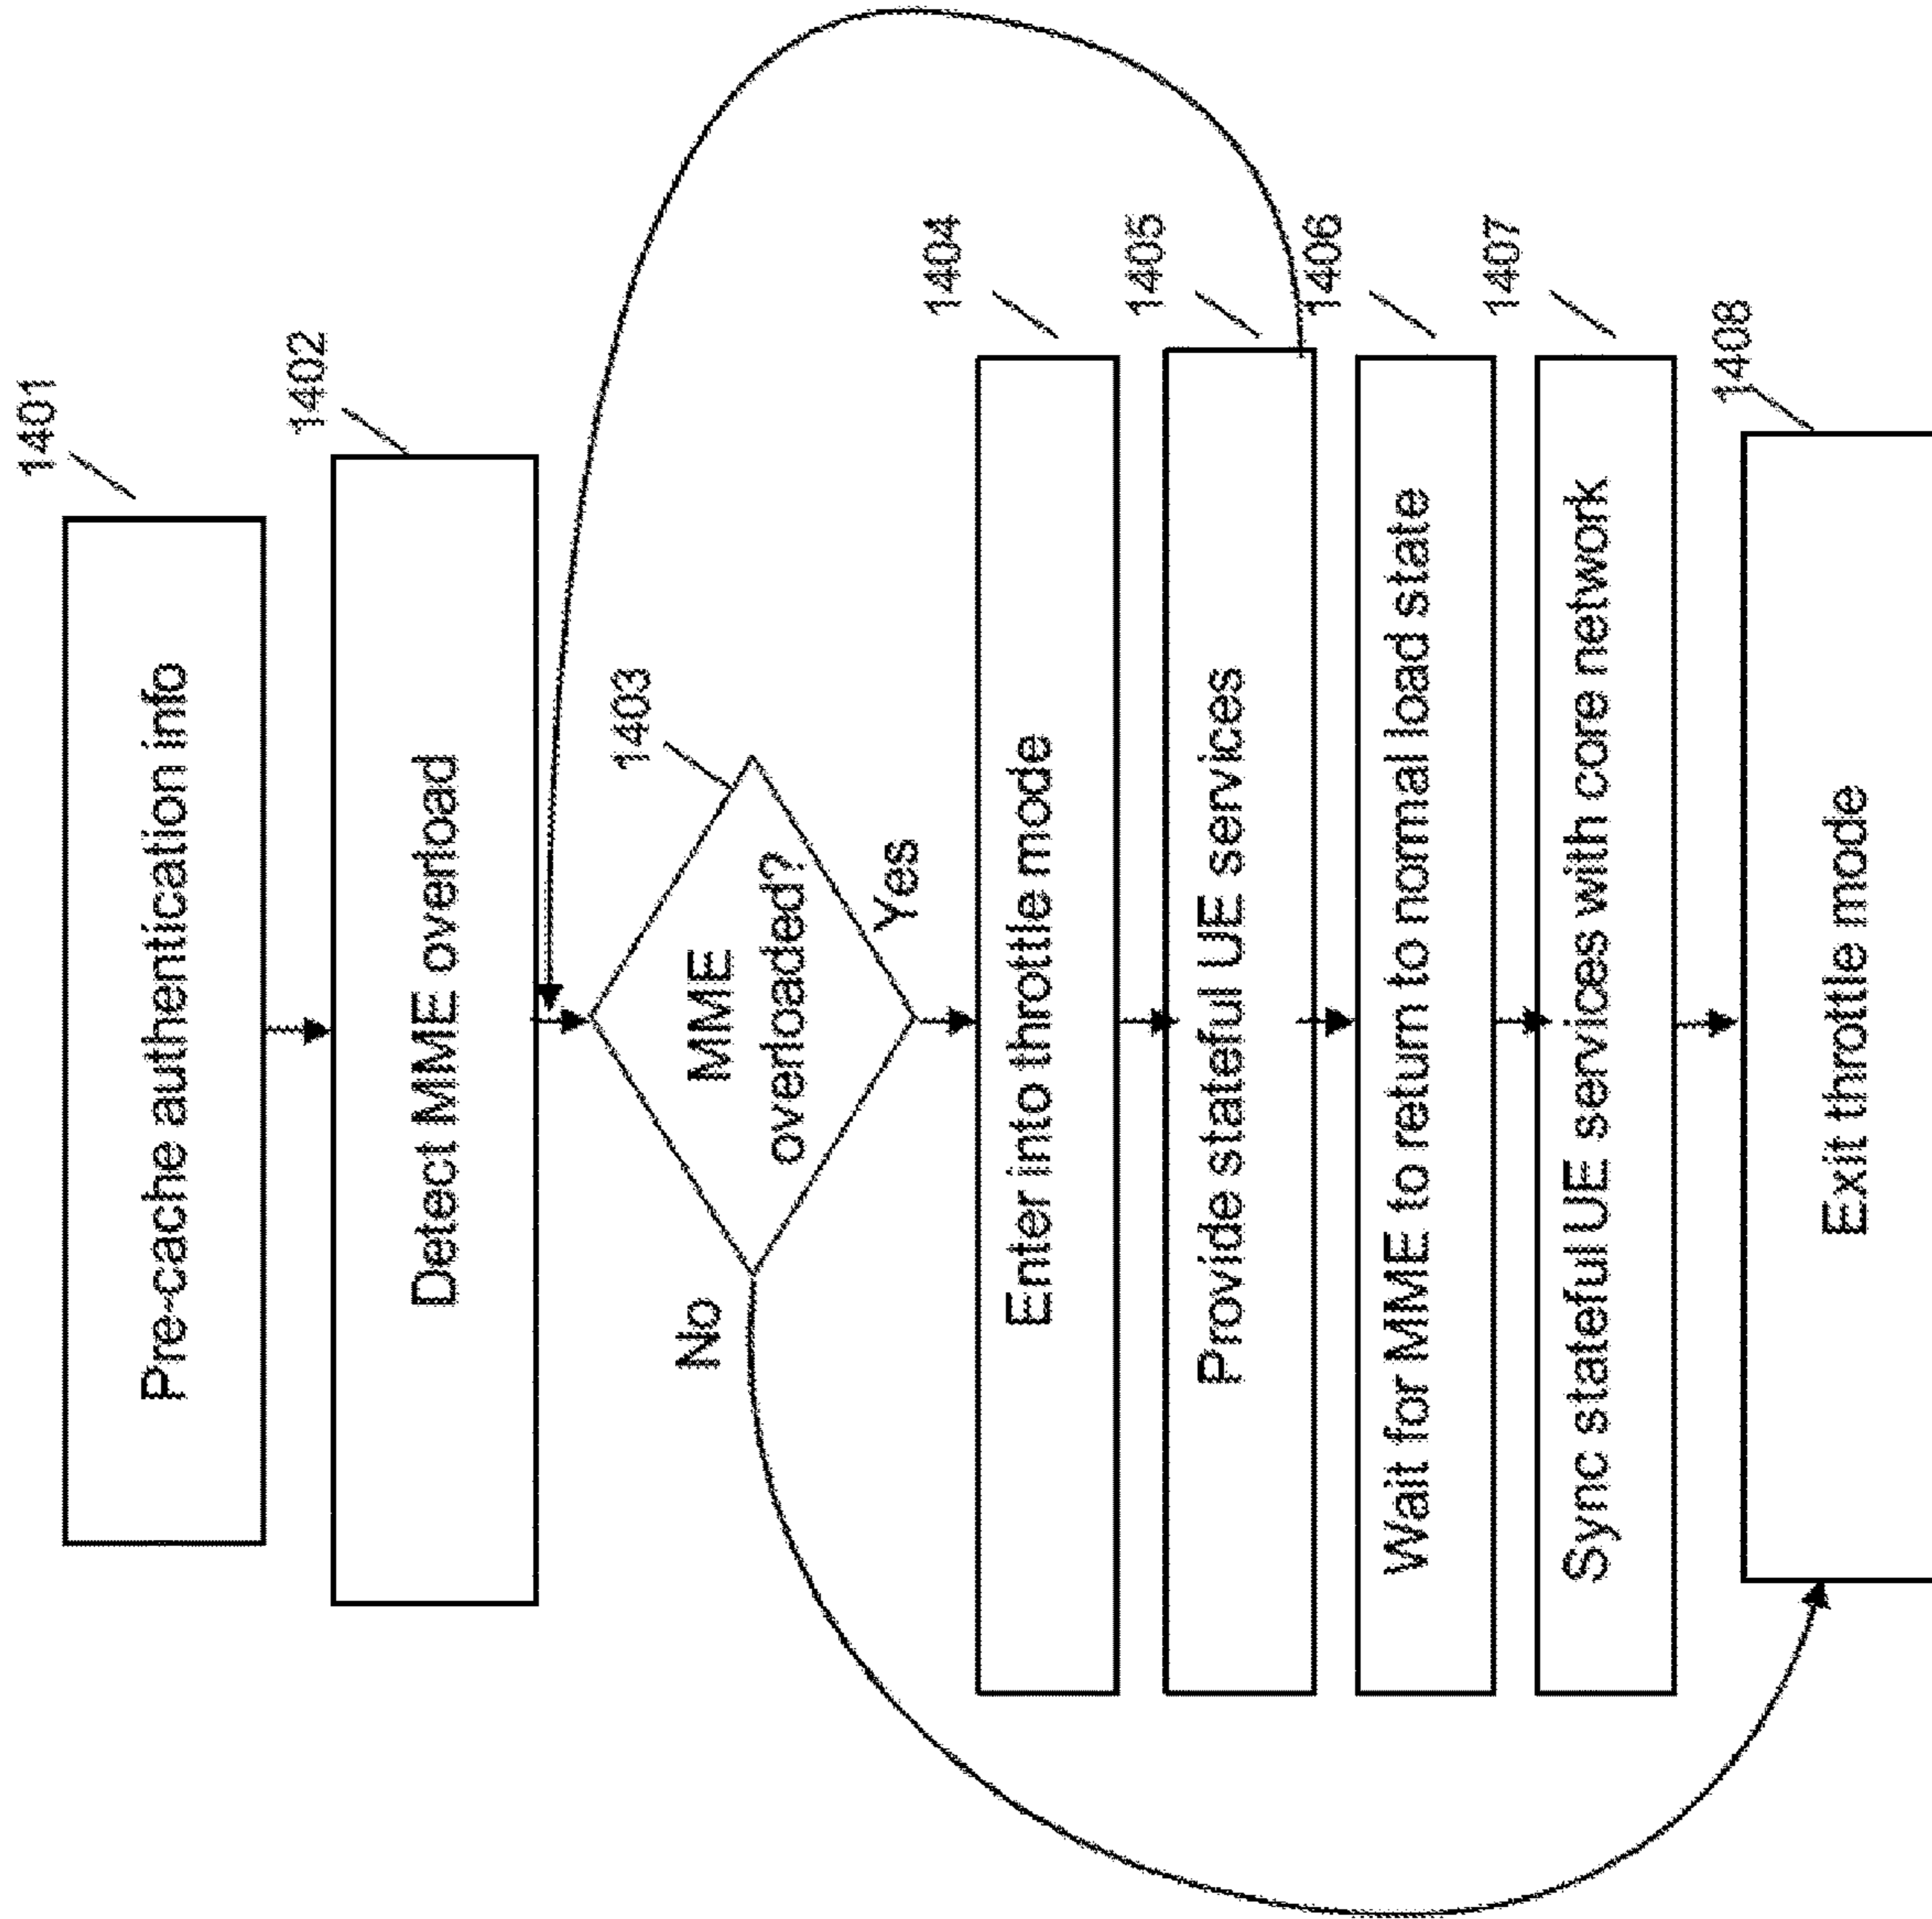 1401
Pre-cache authentication info
1402
Detect MME overload
1403
MME
overloaded?
No
Yes
1404
Enter into throttle mode
1405
Provide stateful UE services
1406
Wait for MME to return to normal load state
1407
Sync stateful UE services with core network
1408
Exit throttle mode